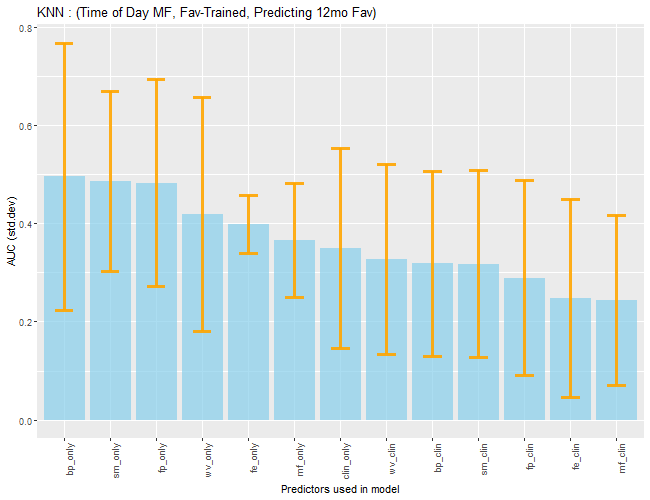 KNN : (Time of Day MF, Fav-Trained, Predicting 12mo Fav)
AUC (std.dev)
0.8
0.6
0.4
0.2
0.0
bp_only
sm_only
fp_only
wv_only
fe_only
mf_only
clin_only
wv_clin
bp_clin
sm_clin
fp_clin
fe_clin
mf_clin
Predictors used in model